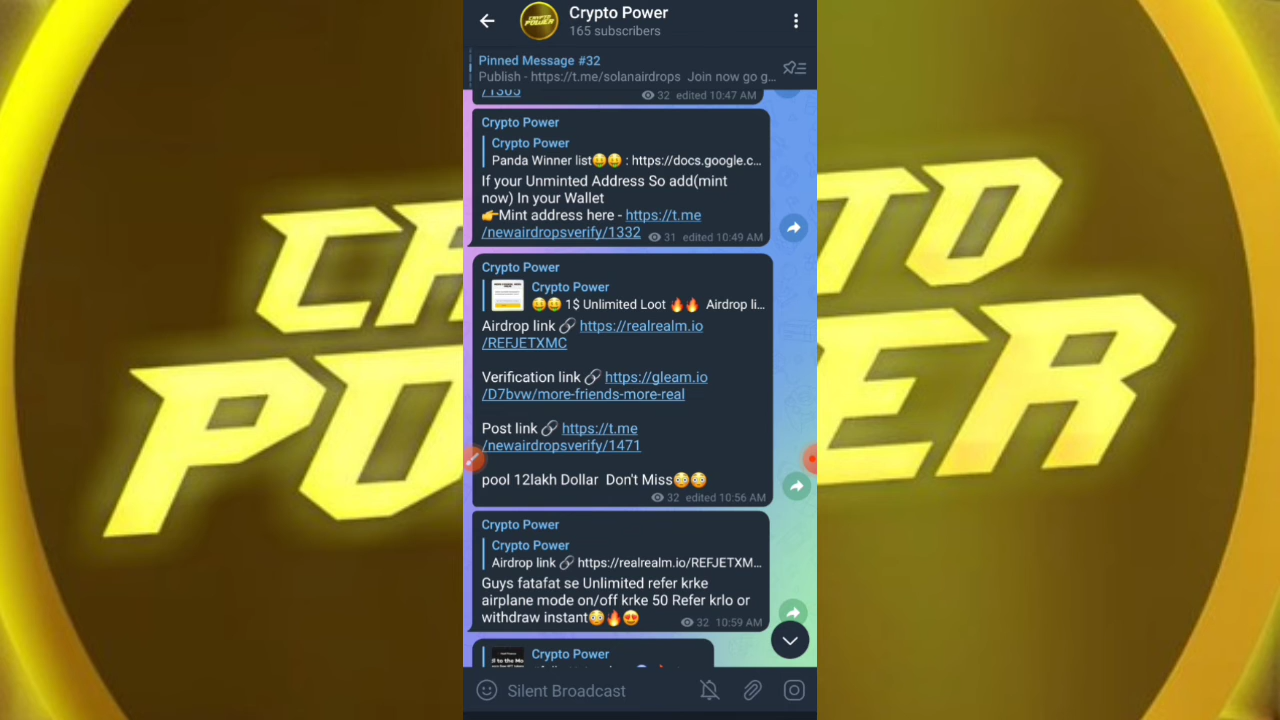 Crypto Power
165 subscribers
Pinned Message #32
Publish - https://t.me/solanairdrops Join now go g...
/1305
32 edited 10:47 AM
Crypto Power
Crypto Power
Panda Winner list🤑🤑 : https://docs.google.c...
If your Unminted Address So add(mint
now) In your Wallet
👉Mint address here - https://t.me
/newairdropsverify/1332 31 edited 10:49 AM
Crypto Power
Crypto Power
🤑🤑 1$ Unlimited Loot 🔥🔥 Airdrop li...
Airdrop link 🔗 https://realrealm.io
/REFJETXMC
Verification link 🔗 https://gleam.io
/D7bvw/more-friends-more-real
Post link 🔗 https://t.me
/newairdropsverify/1471
pool 12lakh Dollar Don't Miss😳😳
32 edited 10:56 AM
Crypto Power
Crypto Power
Airdrop link 🔗 https://realrealm.io/REFJETXM...
Guys fatafat se Unlimited refer krke
airplane mode on/off krke 50 Refer krlo or
withdraw instant😳🔥😍 32 10:59 AM
Crypto Power
Silent Broadcast
CRYPTO
POWER